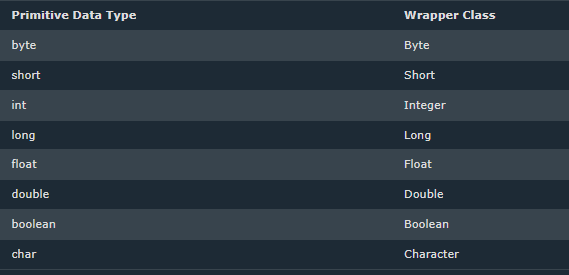 Primitive Data Type Wrapper Class
byte Byte
short Short
int Integer
long Long
float Float
double Double
boolean Boolean
char Character